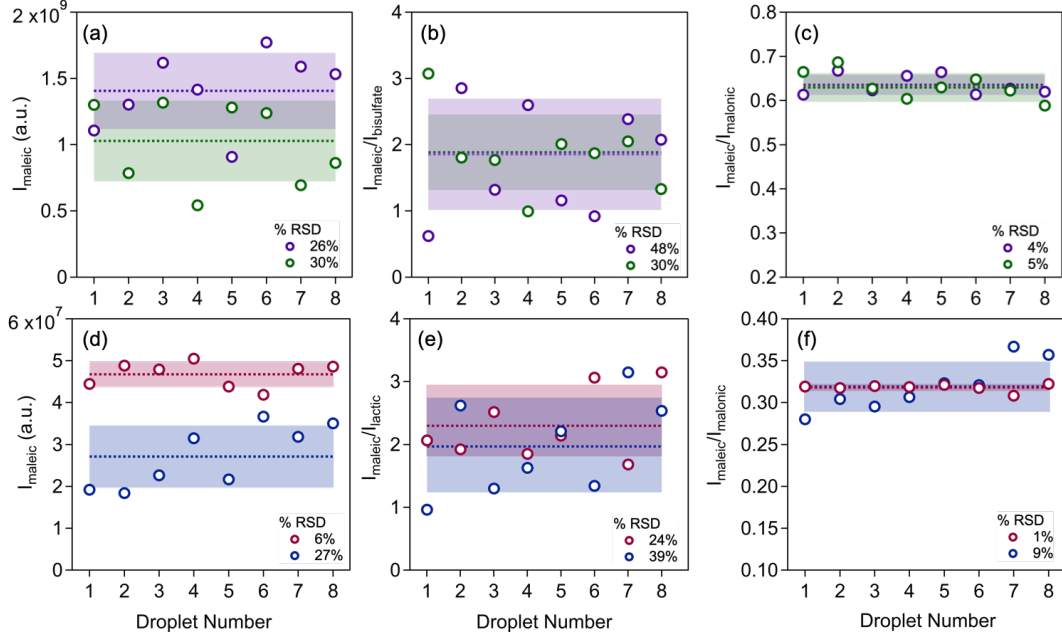 2 x10⁹
(a)
1.5
1
0.5
0
I_maleic (a.u.)
% RSD
26%
30%
1 2 3 4 5 6 7 8
(b)
4
3
2
1
0
I_maleic/I_bisulfate
% RSD
48%
30%
1 2 3 4 5 6 7 8
(c)
0.8
0.7
0.6
0.5
0.4
0.3
0.2
I_maleic/I_malonic
% RSD
4%
5%
1 2 3 4 5 6 7 8
(d)
6 x10⁷
5
4
3
2
1
0
I_maleic (a.u.)
% RSD
6%
27%
1 2 3 4 5 6 7 8
Droplet Number
(e)
4
3
2
1
0
I_maleic/I_lactic
% RSD
24%
39%
1 2 3 4 5 6 7 8
Droplet Number
(f)
0.40
0.35
0.30
0.25
0.20
0.15
0.10
I_maleic/I_malonic
% RSD
1%
9%
1 2 3 4 5 6 7 8
Droplet Number